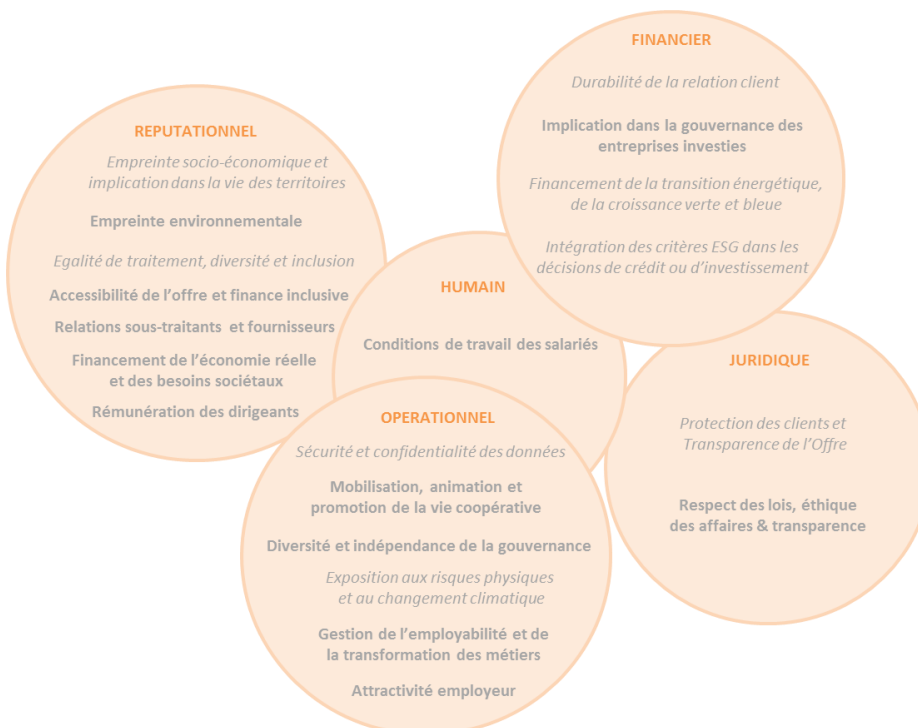 FINANCIER
Durabilité de la relation client
Implication dans la gouvernance des
entreprises investies
Financement de la transition énergétique,
de la croissance verte et bleue
Intégration des critères ESG dans les
décisions de crédit ou d'investissement
REPUTATIONNEL
Empreinte socio-économique et
implication dans la vie des territoires
Empreinte environnementale
Egalité de traitement, diversité et inclusion
Accessibilité de l'offre et finance inclusive
Relations sous-traitants et fournisseurs
Financement de l'économie réelle
et des besoins sociétaux
Rémunération des dirigeants
HUMAIN
Conditions de travail des salariés
JURIDIQUE
Protection des clients et
Transparence de l'Offre
Respect des lois, éthique
des affaires & transparence
OPERATIONNEL
Sécurité et confidentialité des données
Mobilisation, animation et
promotion de la vie coopérative
Diversité et indépendance de la gouvernance
Exposition aux risques physiques
et au changement climatique
Gestion de l'employabilité et de
la transformation des métiers
Attractivité employeur